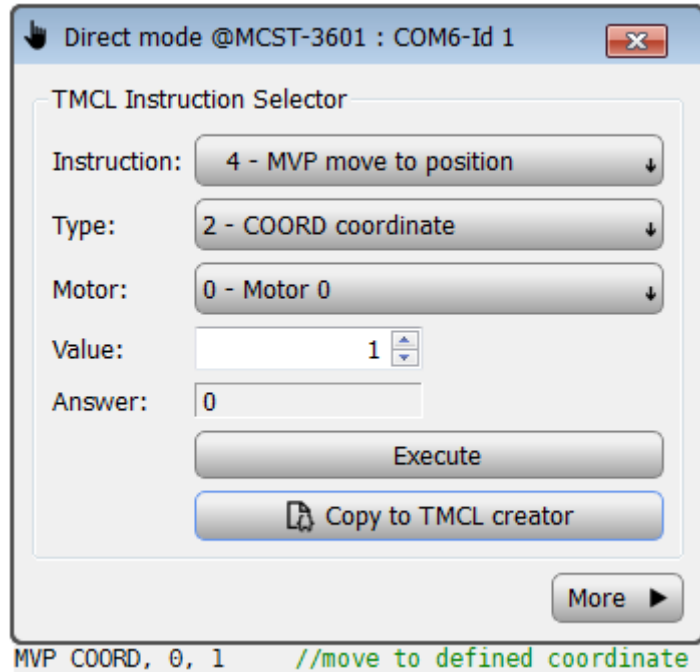 Direct mode @MCST-3601 : COM6-Id 1
TMCL Instruction Selector
Instruction: 4 - MVP move to position
Type: 2 - COORD coordinate
Motor: 0 - Motor 0
Value: 1
Answer: 0
Execute
Copy to TMCL creator
More
MVP COORD, 0, 1 //move to defined coordinate